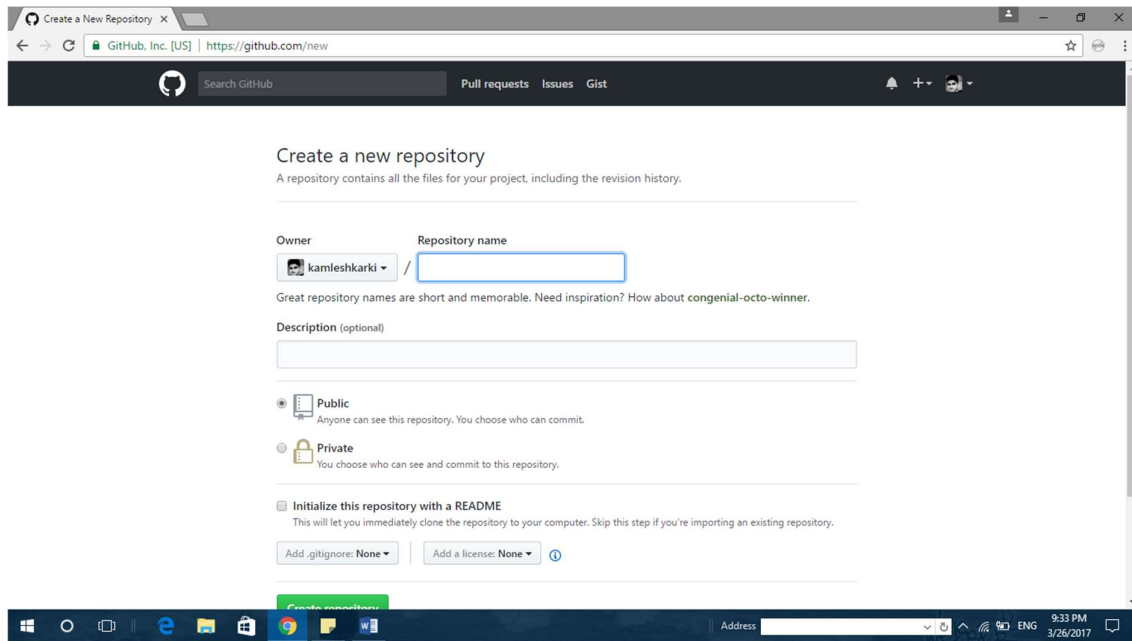 Create a New Repository
GitHub, Inc. [US] | https://github.com/new
Search GitHub Pull requests Issues Gist
Create a new repository
A repository contains all the files for your project, including the revision history.
Owner Repository name
kamleshkarki /
Great repository names are short and memorable. Need inspiration? How about congenial-octo-winner.
Description (optional)
Public
Anyone can see this repository. You choose who can commit.
Private
You choose who can see and commit to this repository.
Initialize this repository with a README
This will let you immediately clone the repository to your computer. Skip this step if you're importing an existing repository.
Add .gitignore: None Add a license: None
Create repository
Address ENG 9:33 PM
3/26/2017